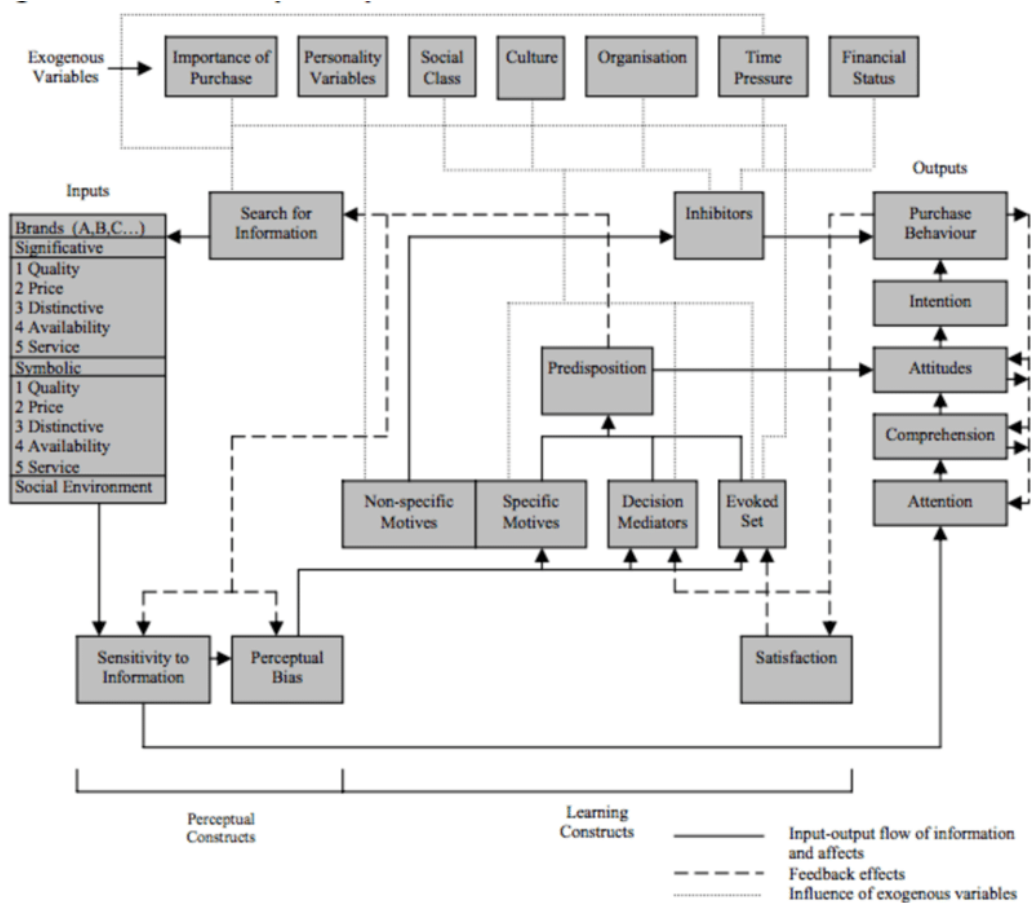 Exogenous
Variables
Importance of
Purchase
Personality
Variables
Social
Class
Culture
Organisation
Time
Pressure
Financial
Status
Inputs
Outputs
Brands (A,B,C…)
Significative
1 Quality
2 Price
3 Distinctive
4 Availability
5 Service
Symbolic
1 Quality
2 Price
3 Distinctive
4 Availability
5 Service
Social Environment
Search for
Information
Inhibitors
Purchase
Behaviour
Intention
Predisposition
Attitudes
Comprehension
Non-specific
Motives
Specific
Motives
Decision
Mediators
Evoked
Set
Attention
Sensitivity to
Information
Perceptual
Bias
Satisfaction
Perceptual
Constructs
Learning
Constructs
Input-output flow of information
and affects
Feedback effects
Influence of exogenous variables